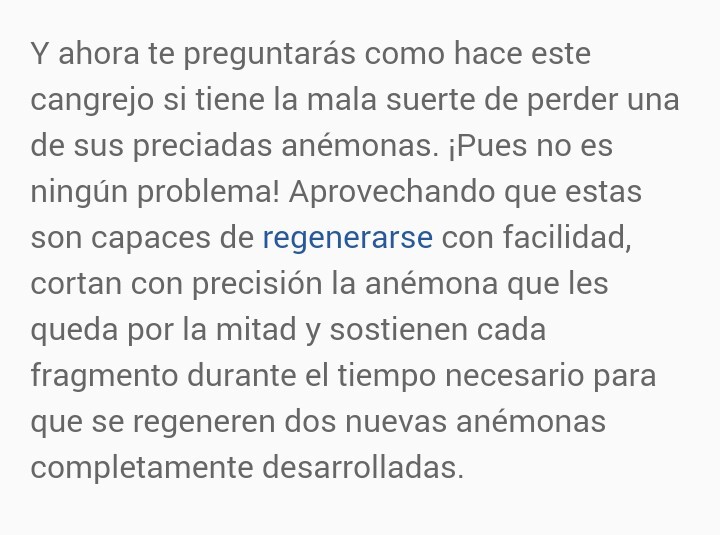 Y ahora te preguntarás como hace este
cangrejo si tiene la mala suerte de perder una
de sus preciadas anémonas. ¡Pues no es
ningún problema! Aprovechando que estas
son capaces de regenerarse con facilidad,
cortan con precisión la anémona que les
queda por la mitad y sostienen cada
fragmento durante el tiempo necesario para
que se regeneren dos nuevas anémonas
completamente desarrolladas.